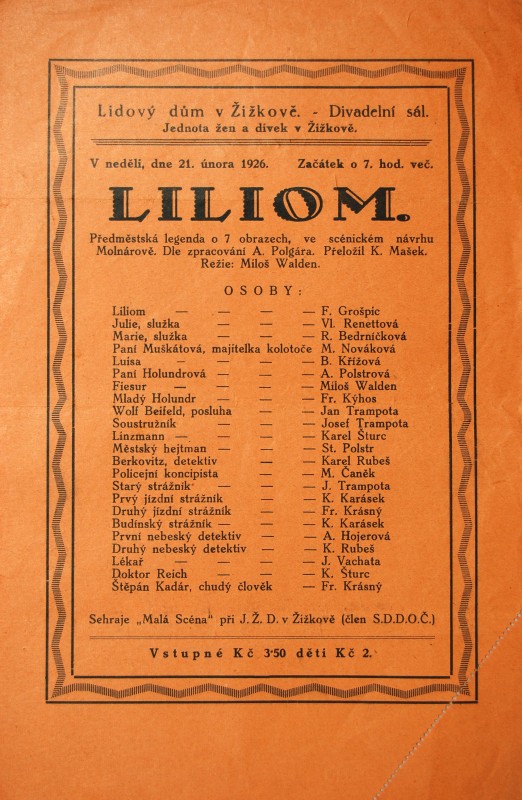 Lidový dům v Žižkově. - Divadelní sál.
Jednota žen a dívek v Žižkově.
V neděli, dne 21. února 1926. Začátek o 7. hod. več.
LILIOM.
Předměstská legenda o 7 obrazech, ve scénickém návrhu
Molnárově. Dle zpracování A. Polgára. Přeložil K. Mašek.
Režie: Miloš Walden.
OSOBY:
Liliom — — — — F. Grošpic
Julie, služka — — — Vl. Renettová
Marie, služka — — — R. Bedrníčková
Paní Muškátová, majitelka kolotoče M. Nováková
Luisa — — — — B. Křížová
Paní Holundrová — — — A. Polstrová
Fiesur — — — — Miloš Walden
Mladý Holundr — — — Fr. Kýhos
Wolf Beifeld, posluha — — Jan Trampota
Soustružník — — — Josef Trampota
Linzmann — — — — Karel Šturc
Městský hejtman — — — St. Polstr
Berkovitz, detektiv — — Karel Rubeš
Policejní koncipista — — M. Čaněk
Starý strážník — — — J. Trampota
Prvý jízdní strážník — — K. Karásek
Druhý jízdní strážník — — Fr. Krásný
Budínský strážník — — — K. Karásek
První nebeský detektiv — — A. Hojerová
Druhý nebeský detektiv — — K. Rubeš
Lékař — — — — J. Vachata
Doktor Reich — — — K. Šturc
Štěpán Kadár, chudý člověk — — Fr. Krásný
Sehraje „Malá Scéna" při J. Ž. D. v Žižkově (člen S.D.D.O.Č.)
Vstupné Kč 3·50 děti Kč 2.